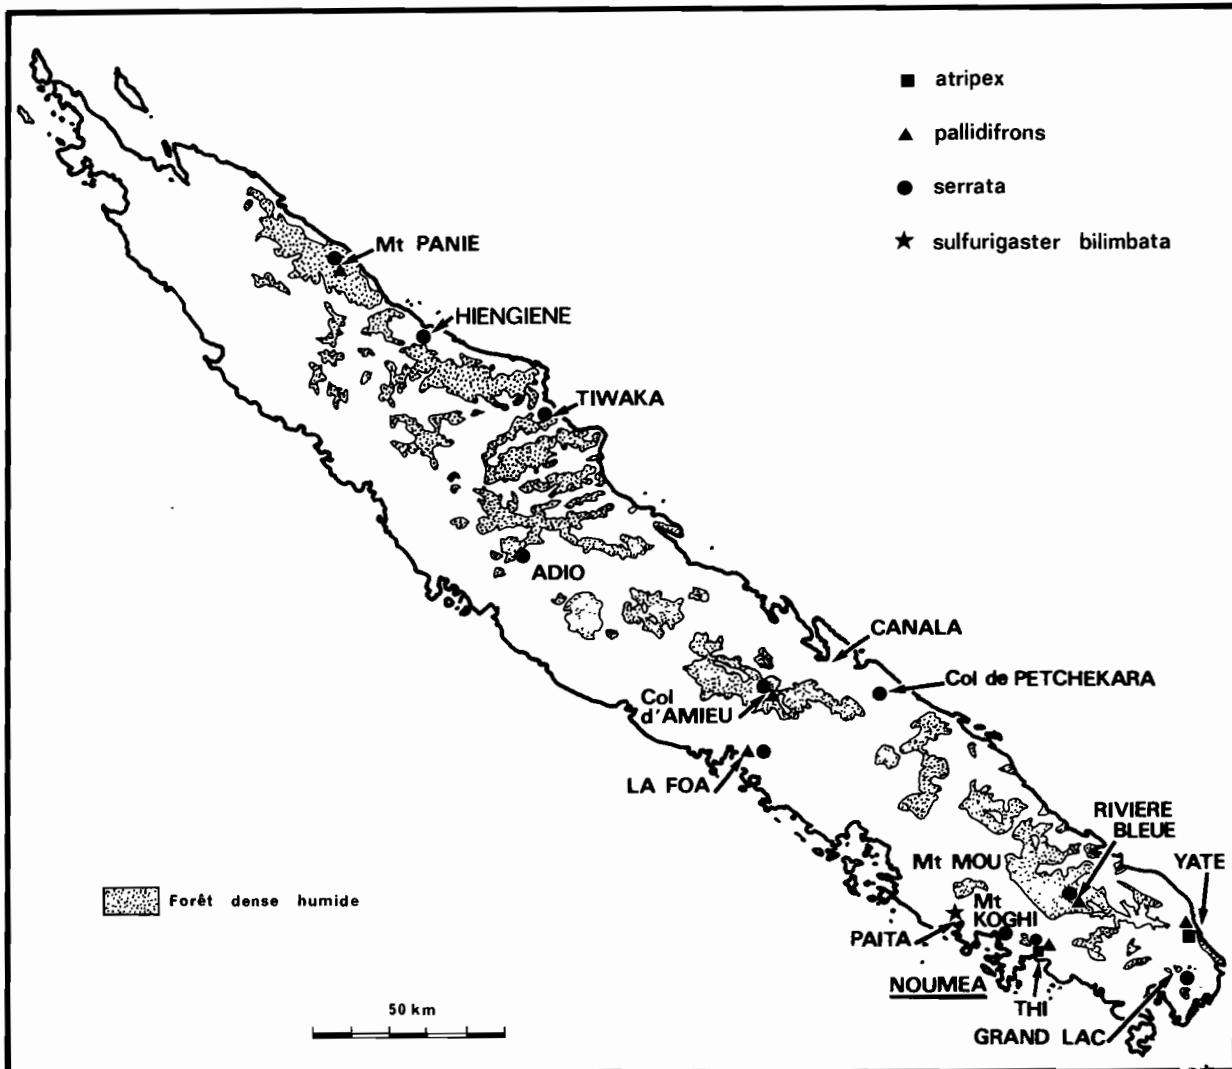 atripex
pallidifrons
serrata
sulfurigaster bilimbata
Mt PANIE
HIENGIENE
TIWAKA
ADIO
CANALA
Col de PETCHEKARA
Col
d'AMIEU
LA FOA
RIVIERE
BLEUE
Mt MOU
YATE
Forêt dense humide
Mt
KOGHI
PAITA
NOUMEA
THI
GRAND LAC
50 km